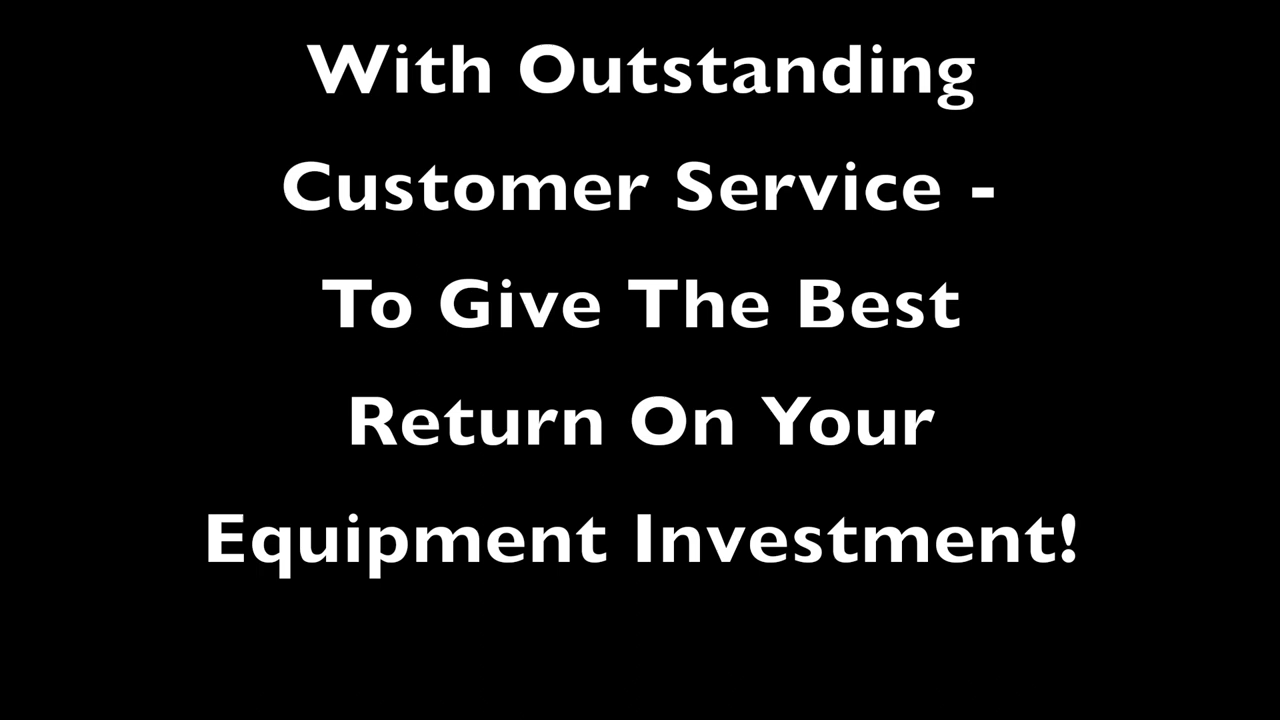 With Outstanding
Customer Service -
To Give The Best
Return On Your
Equipment Investment!